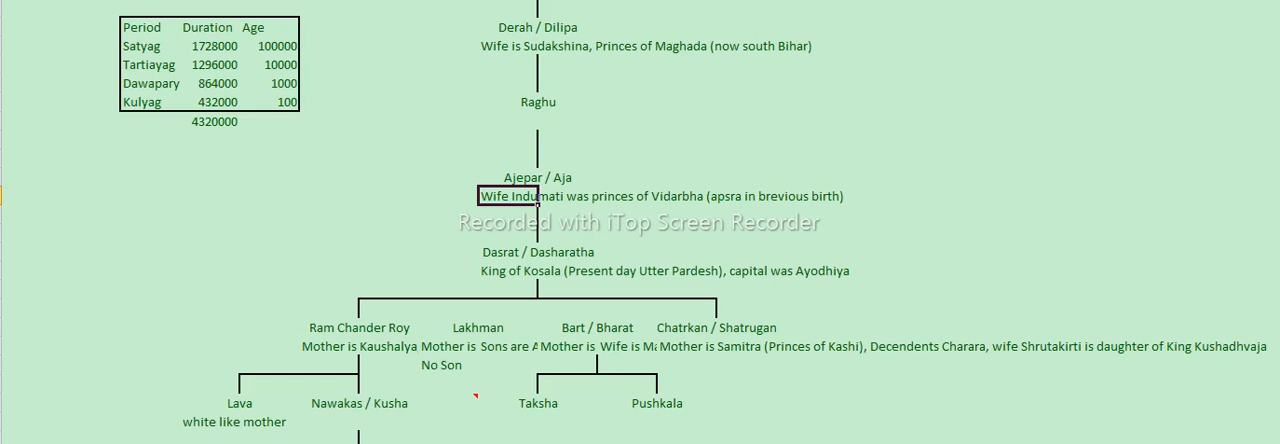 Period Duration Age
Satyag 1728000 100000
Tartiayag 1296000 10000
Dawapary 864000 1000
Kulyag 432000 100
4320000
Derah / Dilipa
Wife is Sudakshina, Princes of Maghada (now south Bihar)
Raghu
Ajepar / Aja
Wife Indumati was princes of Vidarbha (apsra in brevious birth)
Recorded with iTop Screen Recorder
Dasrat / Dasharatha
King of Kosala (Present day Utter Pardesh), capital was Ayodhiya
Ram Chander Roy Lakhman Bart / Bharat Chatrkan / Shatrugan
Mother is Kaushalya Mother is Sons are Mother is Wife is Mother is Samitra (Princes of Kashi), Decendents Charara, wife Shrutakirti is daughter of King Kushadhvaja
No Son
Lava Nawakas / Kusha Taksha Pushkala
white like mother